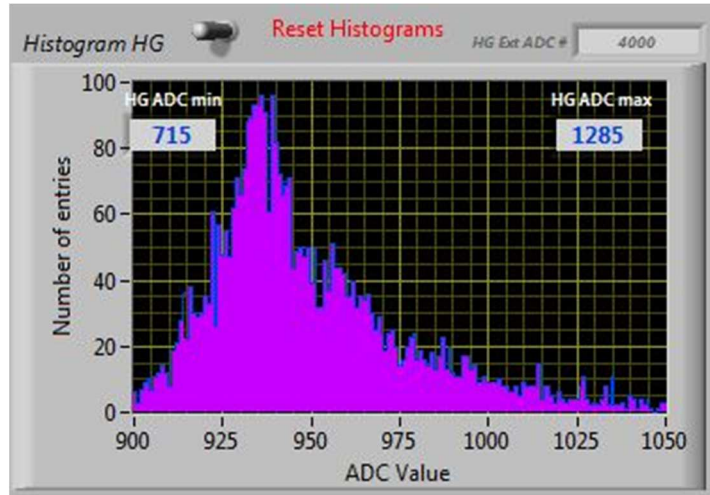 Histogram HG
Reset Histograms
HG Ext ADC #
4000
HG ADC min
715
HG ADC max
1285
Number of entries
100
80
60
40
20
0
900 925 950 975 1000 1025 1050
ADC Value